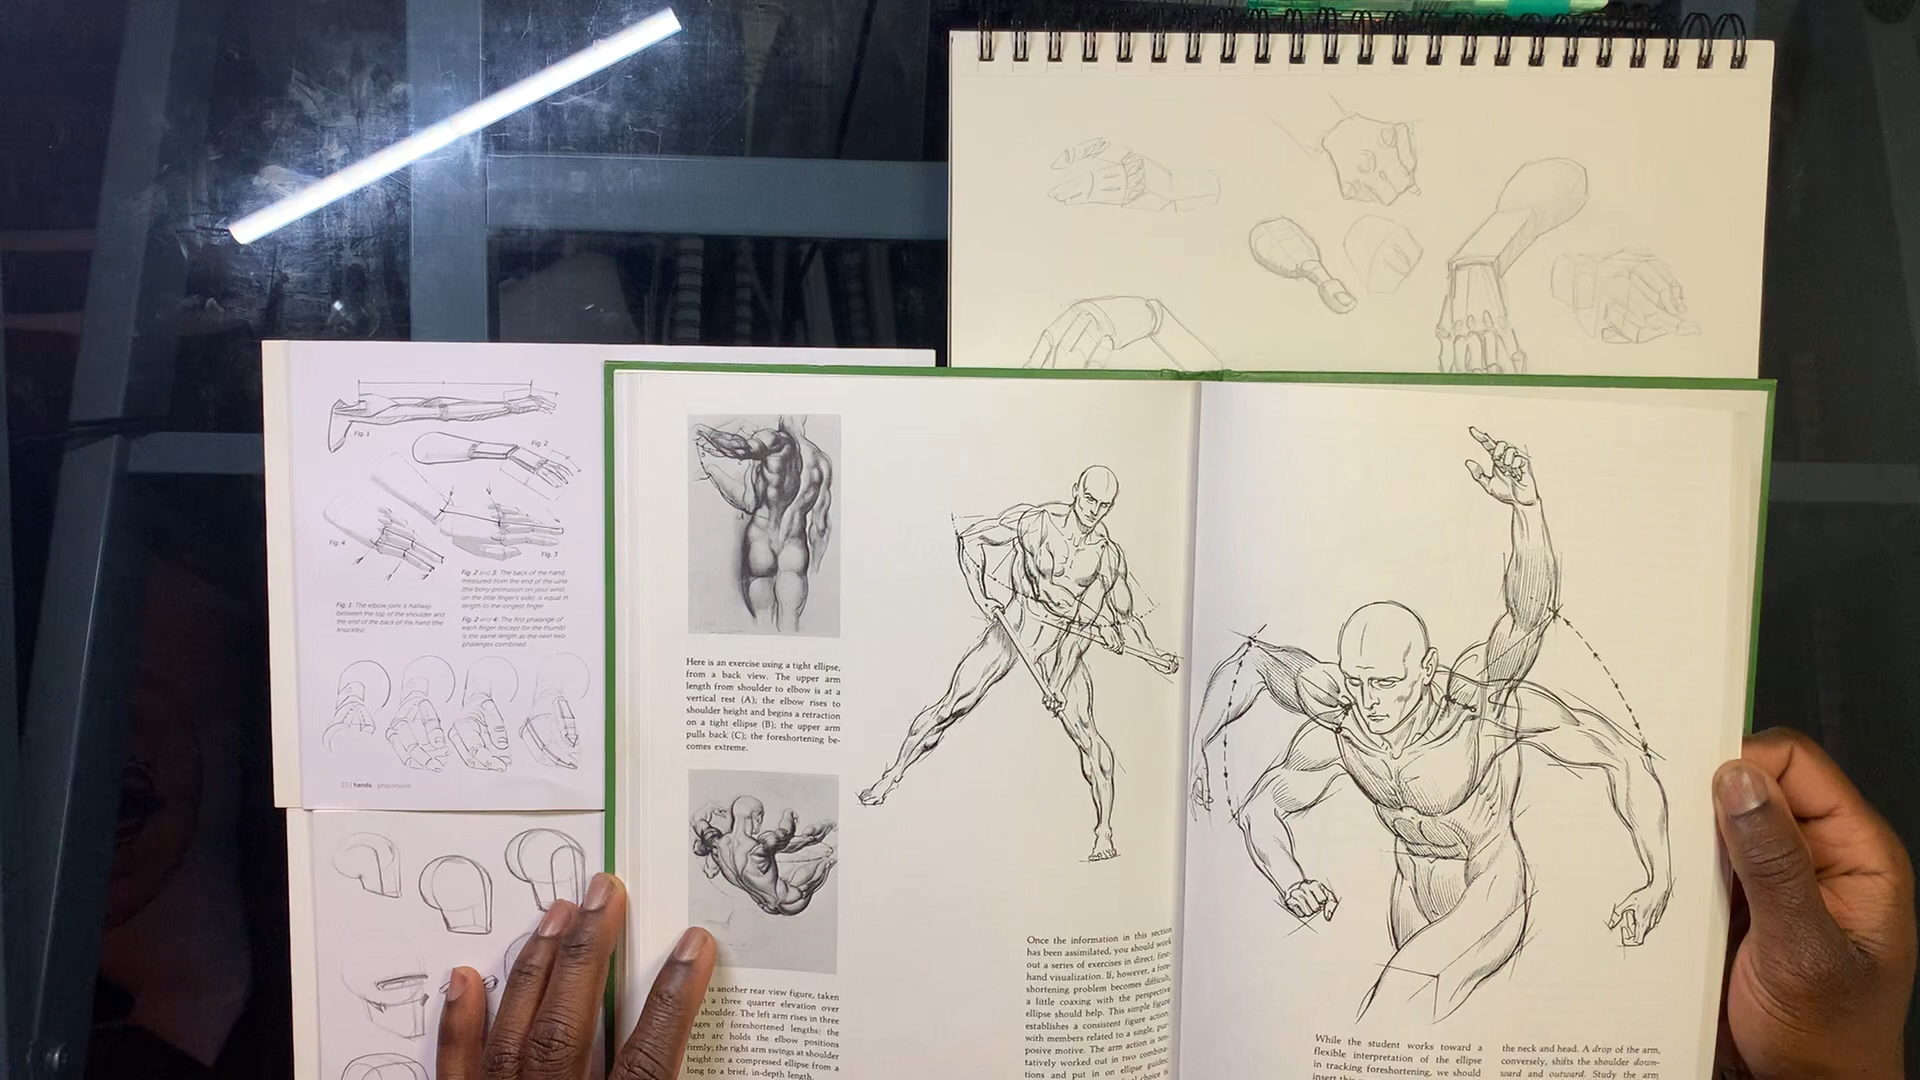 Fig. 1
Fig. 2
Fig. 4
Fig. 3
Fig. 1: The elbow joint is halfway
between the top of the shoulder and
the end of the back of the hand (the
knuckles).
Fig. 2 and 3: The back of the hand,
measured from the end of the ulna
(the bony protrusion on your wrist,
on the little finger's side), is equal in
length to the longest finger.
Fig. 2 and 4: The first phalange of
each finger (except for the thumb)
is the same length as the next two
phalanges combined.
hands - proportions
Here is an exercise using a tight ellipse,
from a back view. The upper arm
length from shoulder to elbow is at a
vertical rest (A); the elbow rises to
shoulder height and begins a retraction
on a tight ellipse (B); the upper arm
pulls back (C); the foreshortening be-
comes extreme.
is another rear view figure, taken
a three quarter elevation over
shoulder. The left arm rises in three
of foreshortened lengths: the
arc holds the elbow positions
firmly; the right arm swings at shoulder
height on a compressed ellipse from a
long to a brief, in-depth length.
Once the information in this section
has been assimilated, you should work
out a series of exercises in direct, first-
hand visualization. If, however, a fore-
shortening problem becomes difficult,
a little coaxing with the perspective
ellipse should help. This simple figure
establishes a consistent figure action,
with members related to a single, pur-
posive motive. The arm action is ten-
tatively worked out in two combina-
tions and put in on ellipse guides;
choice is
While the student works toward a
flexible interpretation of the ellipse
in tracking foreshortening, we should
insert
the neck and head. A drop of the arm,
conversely, shifts the shoulder down-
ward and outward. Study the arm